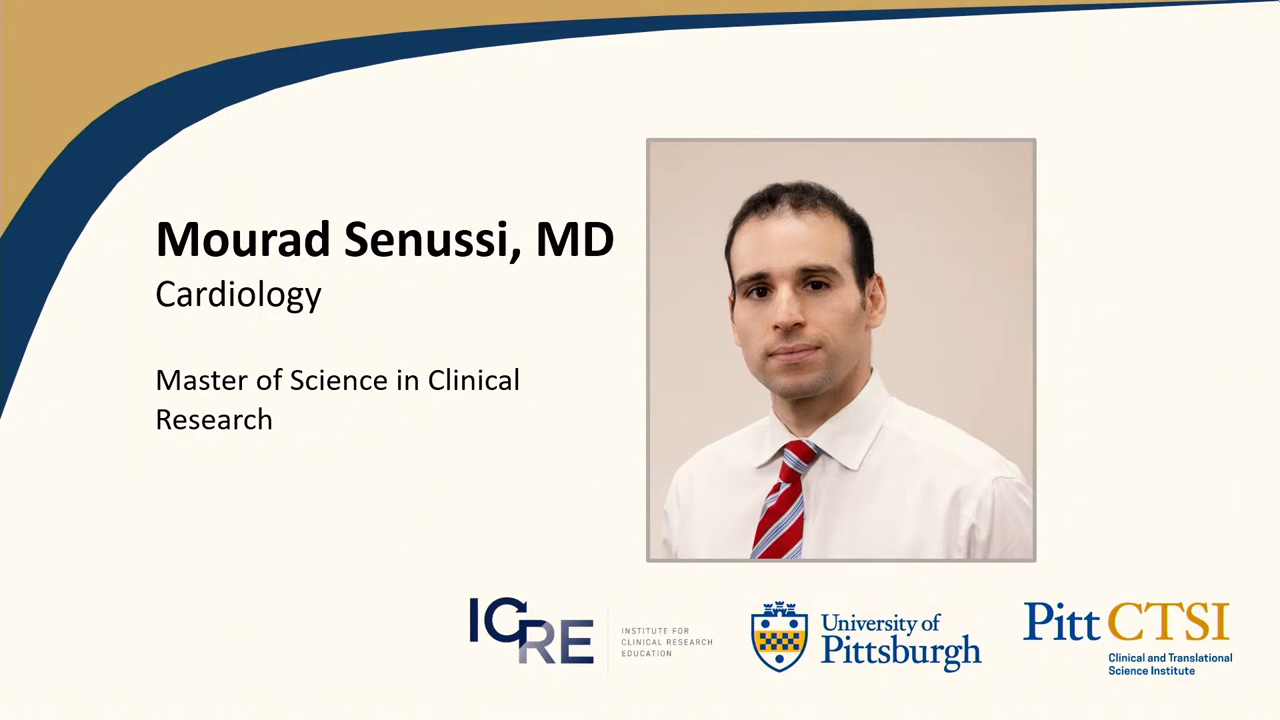 Mourad Senussi, MD
Cardiology
Master of Science in Clinical
Research
ICRE
INSTITUTE FOR
CLINICAL RESEARCH
EDUCATION
University of
Pittsburgh
Pitt CTSI
Clinical and Translational
Science Institute